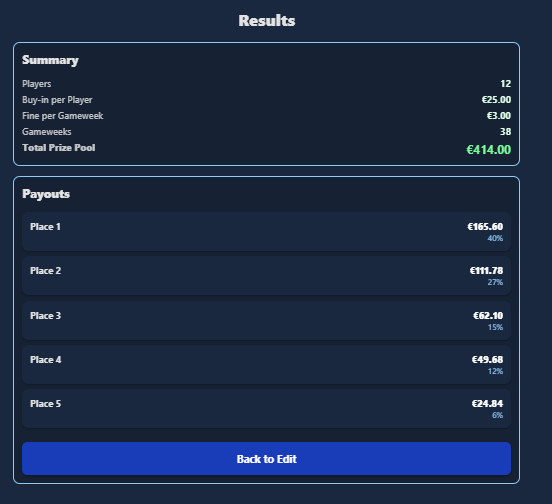 Results
Summary
Players 12
Buy-in per Player €25.00
Fine per Gameweek €3.00
Gameweeks 38
Total Prize Pool €414.00
Payouts
Place 1 €165.60
40%
Place 2 €111.78
27%
Place 3 €62.10
15%
Place 4 €49.68
12%
Place 5 €24.84
6%
Back to Edit